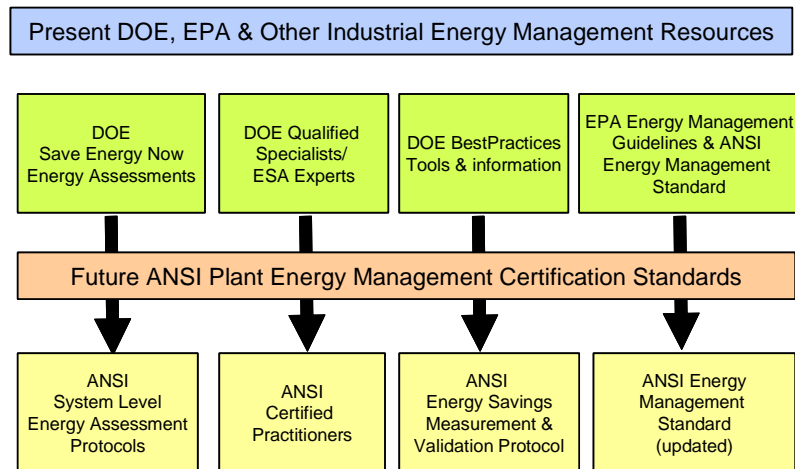 Present DOE, EPA & Other Industrial Energy Management Resources
DOE
Save Energy Now
Energy Assessments
DOE Qualified
Specialists/
ESA Experts
DOE BestPractices
Tools & information
EPA Energy Management
Guidelines & ANSI
Energy Management
Standard
Future ANSI Plant Energy Management Certification Standards
ANSI
System Level
Energy Assessment
Protocols
ANSI
Certified
Practitioners
ANSI
Energy Savings
Measurement &
Validation Protocol
ANSI Energy
Management
Standard
(updated)